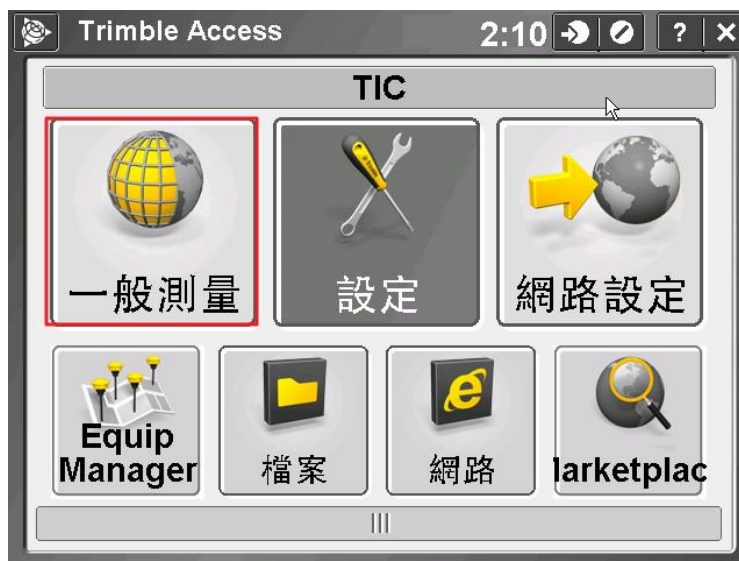 Trimble Access
2:10
?
TIC
一般測量
設定
網路設定
Equip
Manager
檔案
網路
larketplac